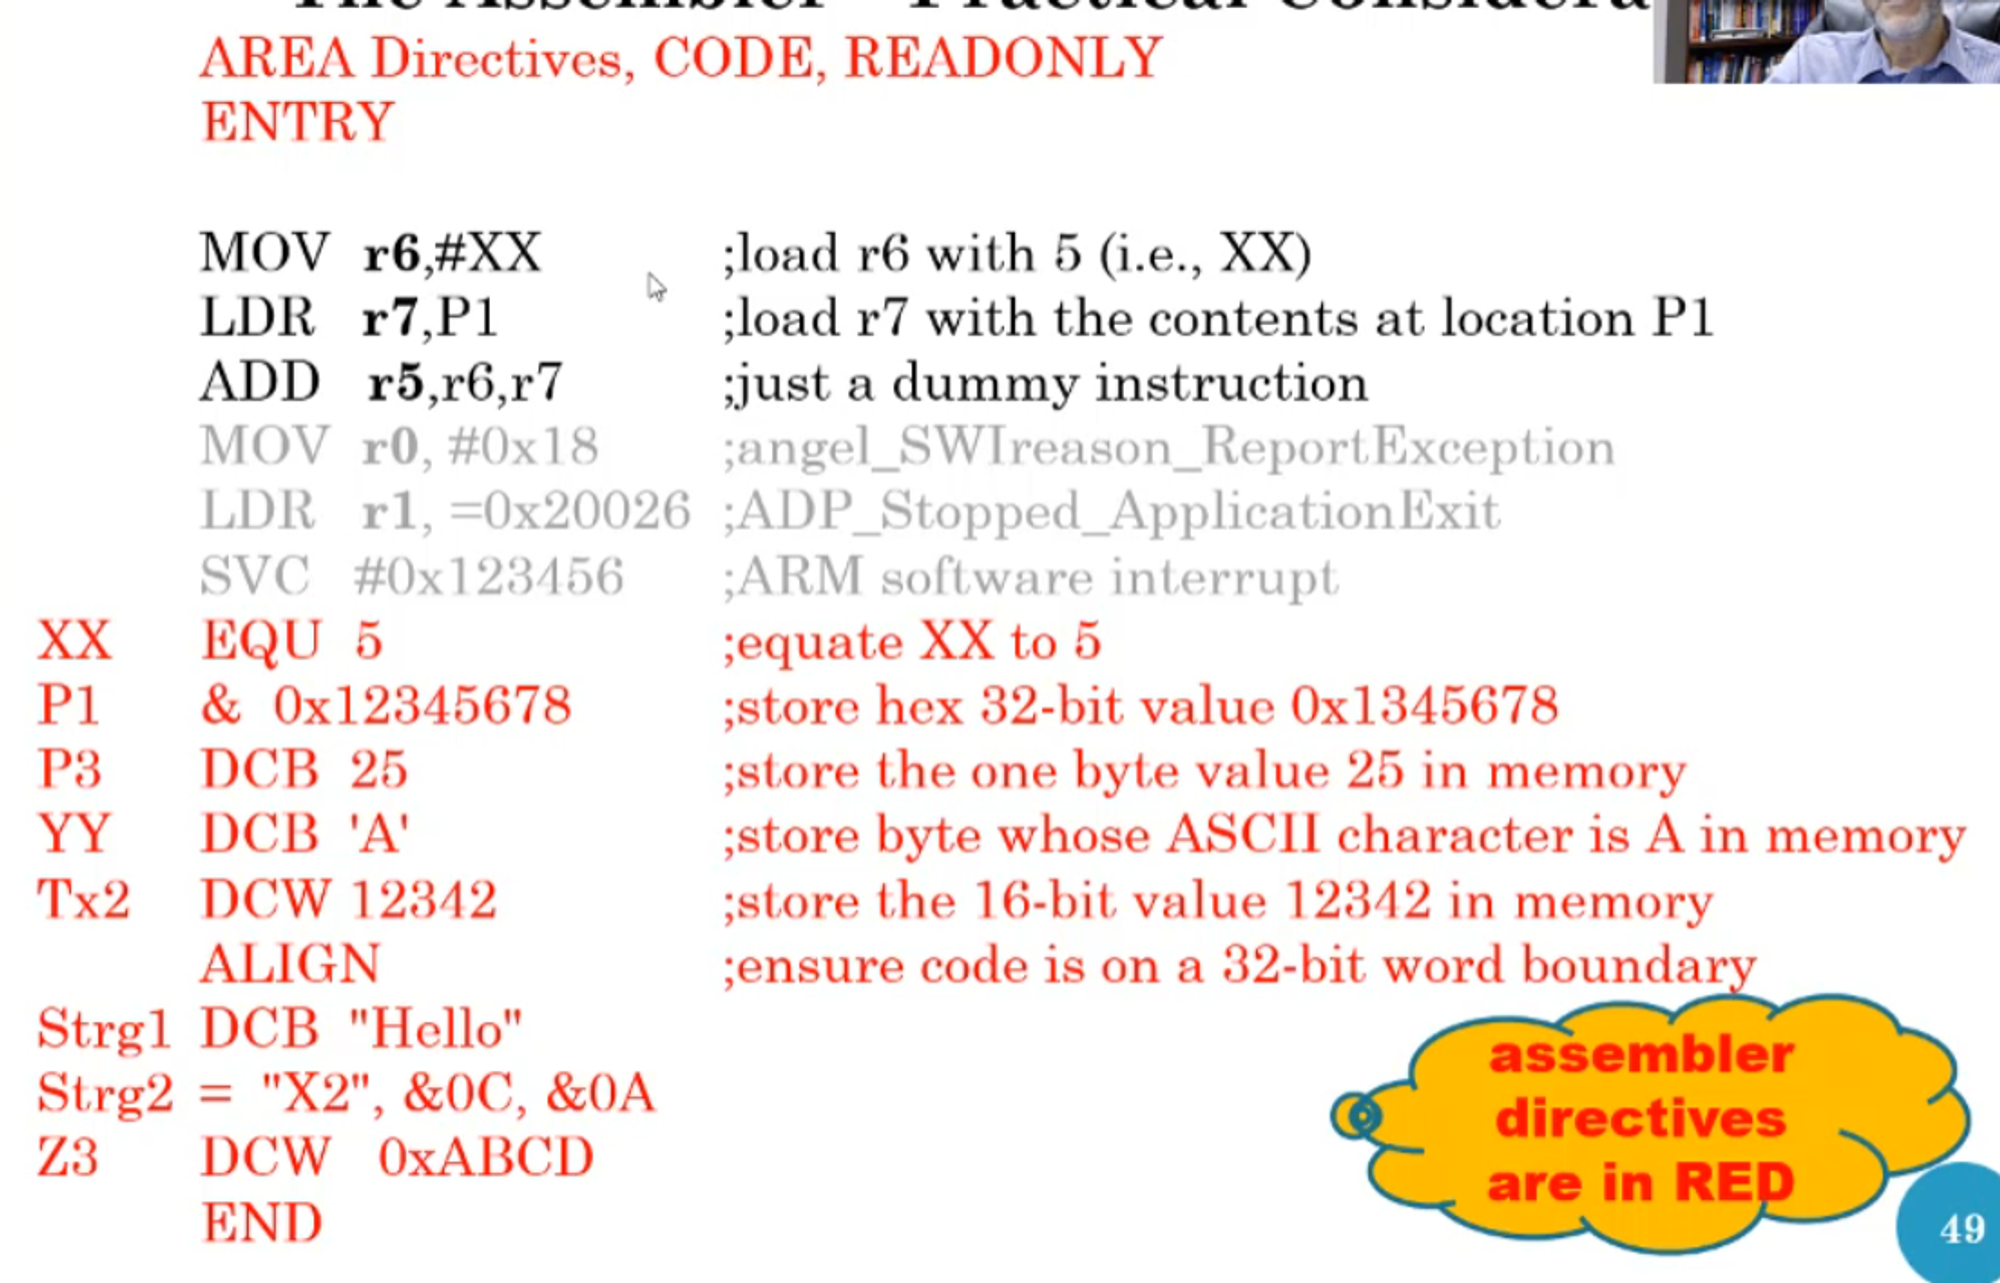 The Assembler – Practical Considera
AREA Directives, CODE, READONLY
ENTRY
MOV r6,#XX ;load r6 with 5 (i.e., XX)
LDR r7,P1 ;load r7 with the contents at location P1
ADD r5,r6,r7 ;just a dummy instruction
MOV r0, #0x18 ;angel_SWIreason_ReportException
LDR r1, =0x20026 ;ADP_Stopped_ApplicationExit
SVC #0x123456 ;ARM software interrupt
XX EQU 5 ;equate XX to 5
P1 & 0x12345678 ;store hex 32-bit value 0x1345678
P3 DCB 25 ;store the one byte value 25 in memory
YY DCB 'A' ;store byte whose ASCII character is A in memory
Tx2 DCW 12342 ;store the 16-bit value 12342 in memory
ALIGN ;ensure code is on a 32-bit word boundary
Strg1 DCB "Hello"
Strg2 = "X2", &0C, &0A
Z3 DCW 0xABCD
END
assembler
directives
are in RED
49